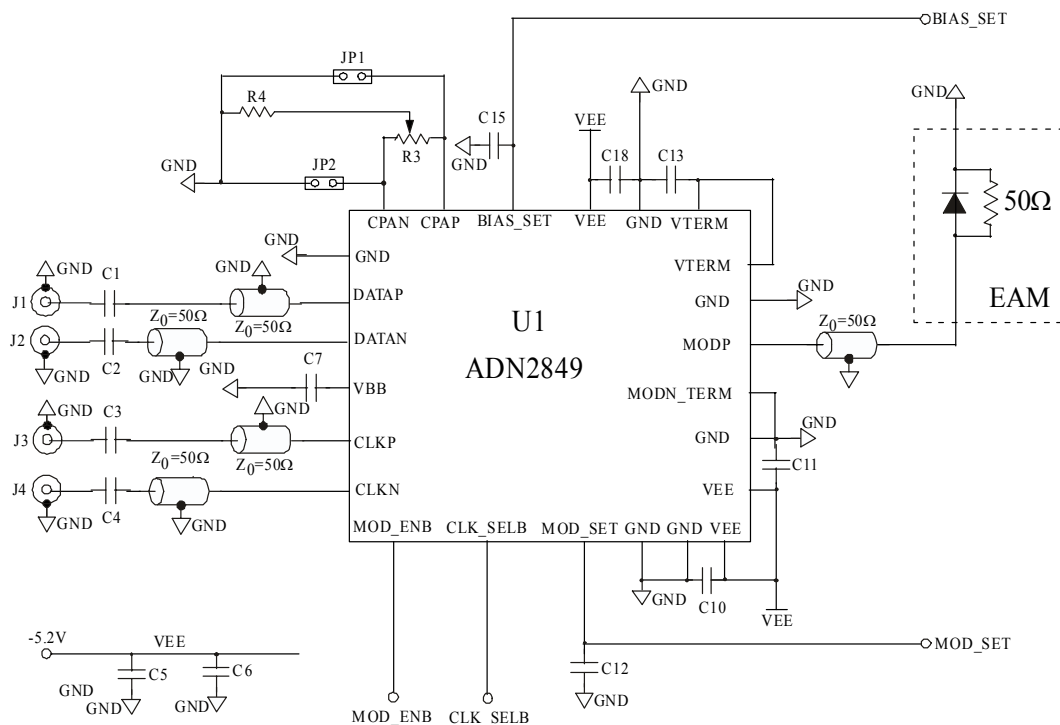 BIAS_SET
JP1
R4
R3
GND
JP2
C15
GND
VEE
C18
GND
C13
GND
50Ω
EAM
CPAN
CPAP
BIAS_SET
VEE
GND
VTERM
GND
GND
VTERM
GND
C1
GND
J1
DATAP
GND
GND
Z0=50Ω
Z0=50Ω
J2
DATAN
U1
MODP
Z0=50Ω
GND
C2
GND
GND
C7
ADN2849
GND
VBB
MODN_TERM
GND
C3
GND
J3
CLKP
GND
GND
Z0=50Ω
Z0=50Ω
C11
J4
CLKN
VEE
GND
C4
GND
MOD_ENB
CLK_SELB
MOD_SET
GND
GND
VEE
GND
C10
VEE
-5.2V
VEE
MOD_SET
C5
C6
C12
GND
GND
GND
GND
MOD_ENB
CLK_SELB